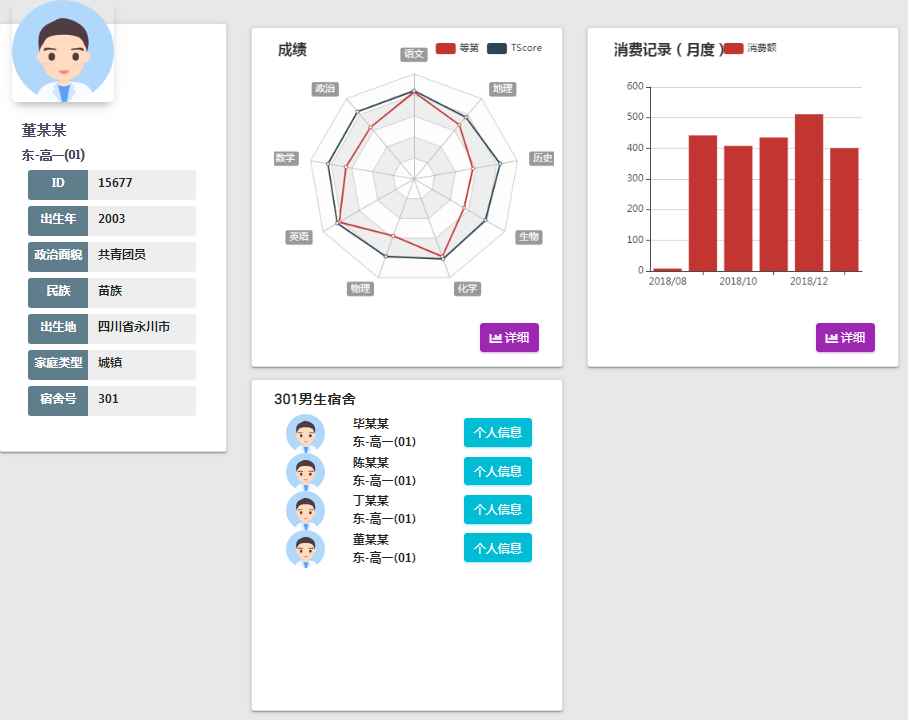 董某某
东-高一(01)
ID 15677
出生年 2003
政治面貌 共青团员
民族 苗族
出生地 四川省永川市
家庭类型 城镇
宿舍号 301
成绩
等第 TScore
语文
政治 地理
数学 历史
英语 生物
物理 化学
详细
消费记录（月度） 消费额
600
500
400
300
200
100
0
2018/08 2018/10 2018/12
详细
301男生宿舍
毕某某
东-高一(01)
个人信息
陈某某
东-高一(01)
个人信息
丁某某
东-高一(01)
个人信息
董某某
东-高一(01)
个人信息